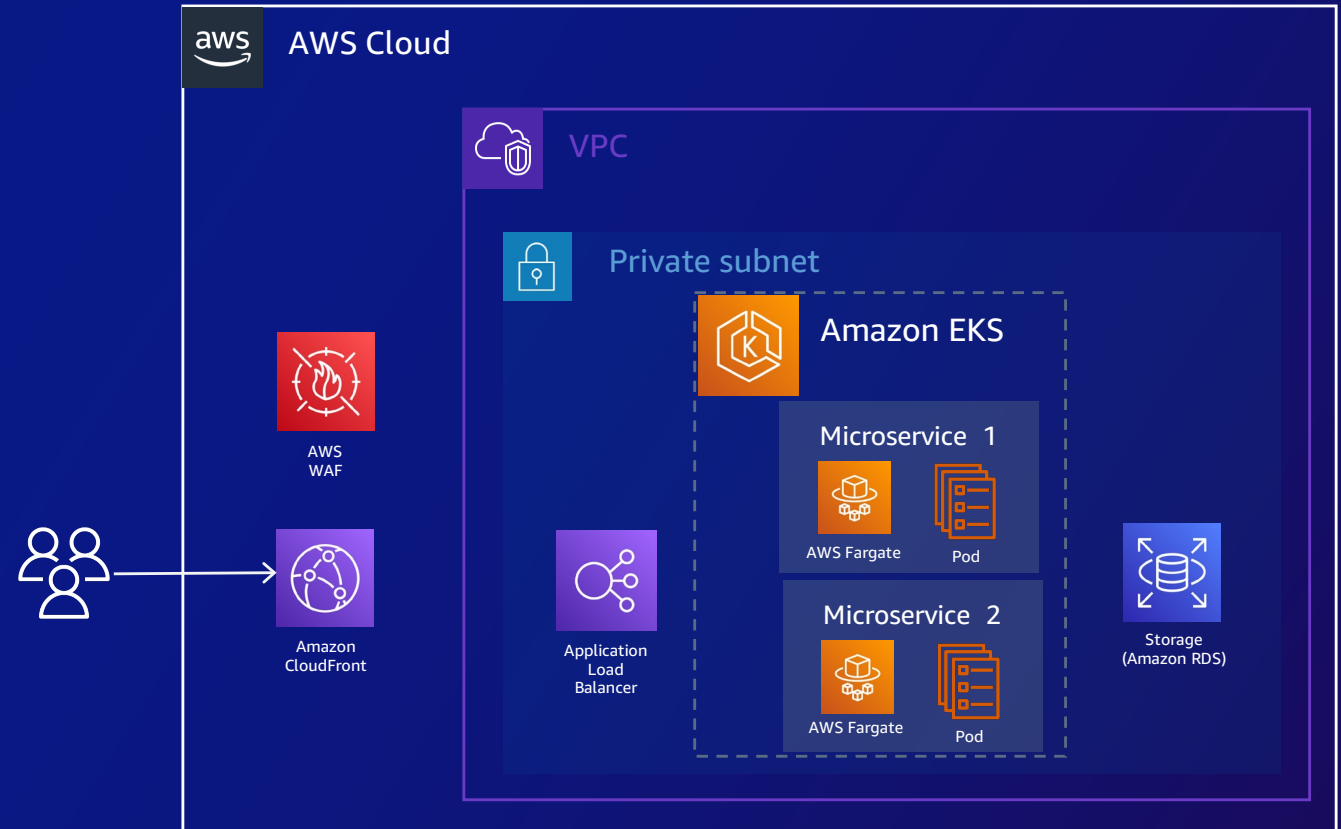 aws
AWS Cloud
VPC
Private subnet
K
Amazon EKS
Microservice 1
AWS Fargate
Pod
AWS
WAF
Amazon
CloudFront
Application
Load
Balancer
Microservice 2
AWS Fargate
Pod
Storage
(Amazon RDS)